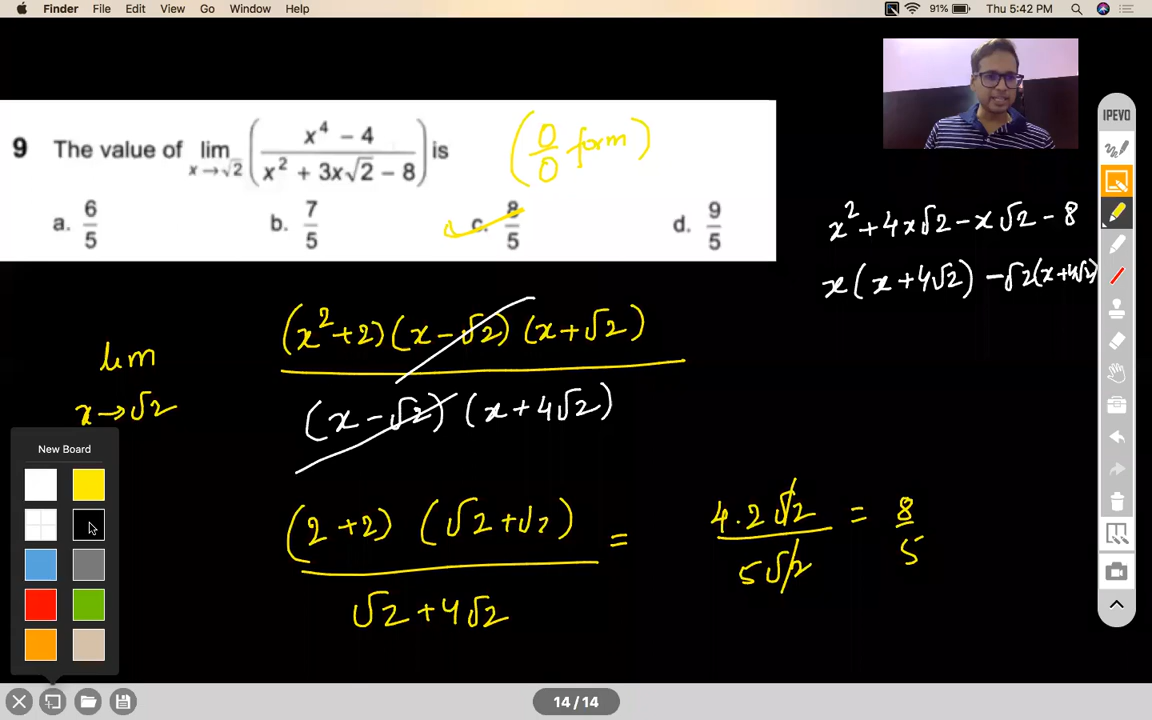 Finder File Edit View Go Window Help 91% Thu 5:42 PM
IPEVO
9 The value of lim x→√2 ( x⁴ − 4 / x² + 3x√2 − 8 ) is
( 0/0 form )
a. 6/5 b. 7/5 c. 8/5 d. 9/5
x² + 4x√2 − x√2 − 8
x(x + 4√2) − √2(x + 4√2)
lim x→√2
(x² + 2)(x − √2)(x + √2)
(x − √2)(x + 4√2)
New Board
(2 + 2)(√2 + √2) / √2 + 4√2 = 4.2√2 / 5√2 = 8/5
14 / 14